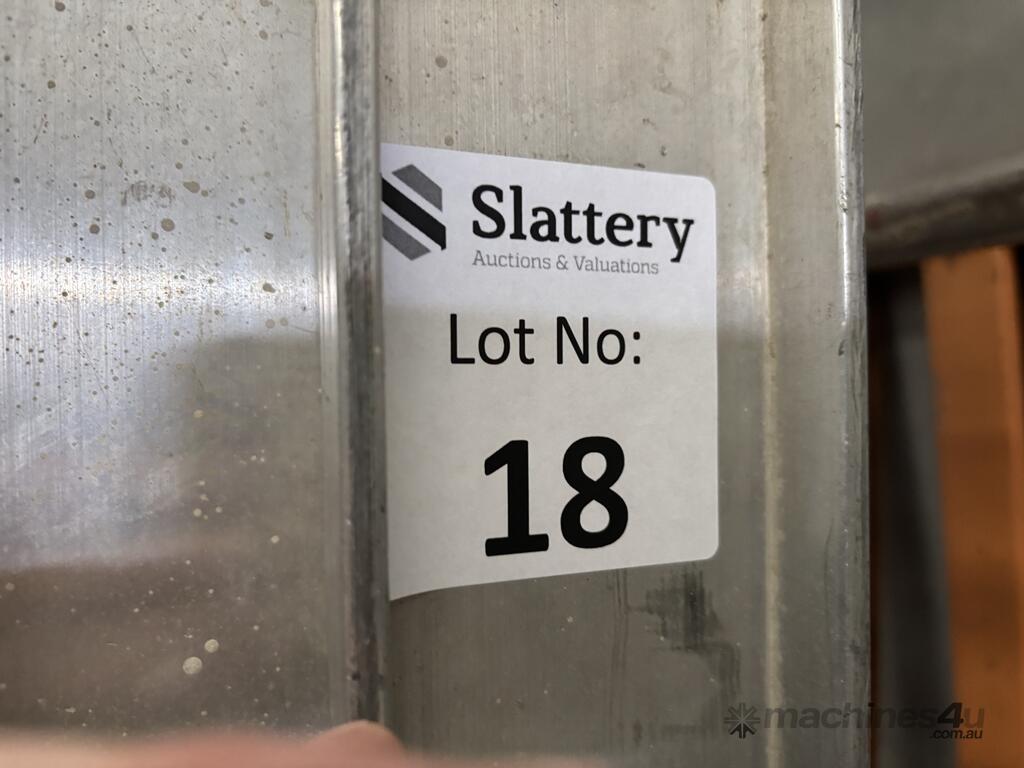 Slattery
Auctions & Valuations
Lot No:
18
machines4u
.com.au